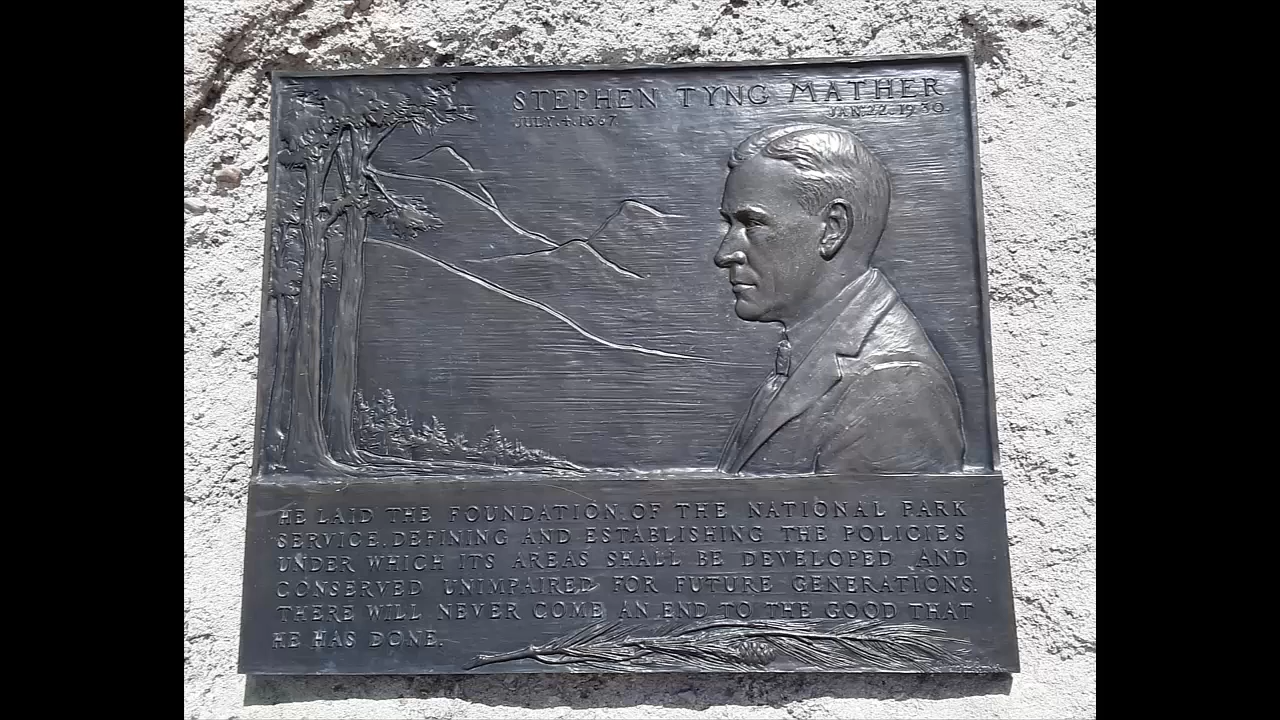 STEPHEN TYNG MATHER
JULY.4.1867. JAN.22.1930.
HE LAID THE FOUNDATION OF THE NATIONAL PARK
SERVICE, DEFINING AND ESTABLISHING THE POLICIES
UNDER WHICH ITS AREAS SHALL BE DEVELOPED AND
CONSERVED UNIMPAIRED FOR FUTURE GENERATIONS.
THERE WILL NEVER COME AN END TO THE GOOD THAT
HE HAS DONE.